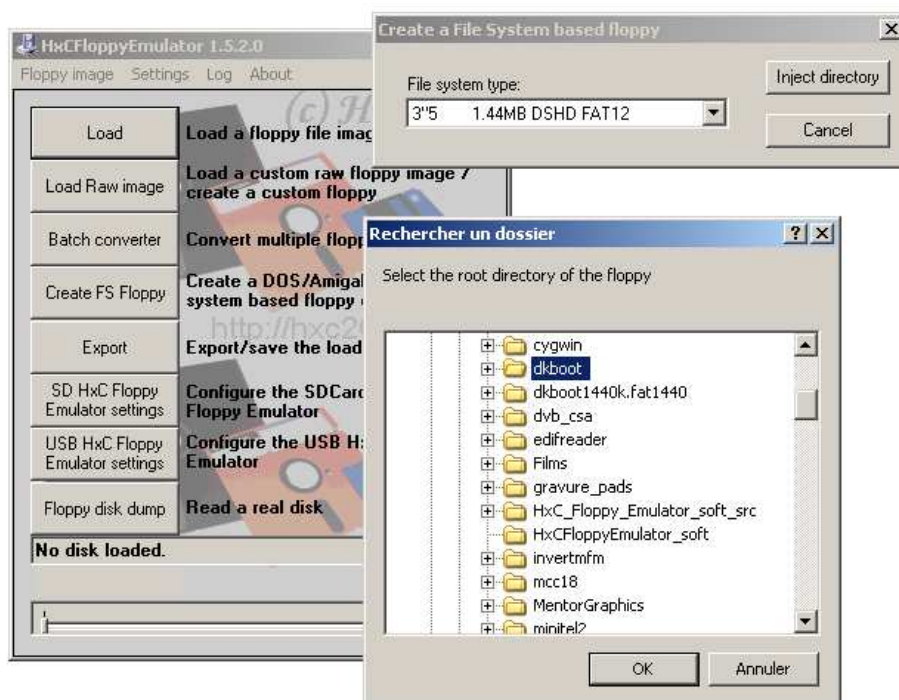 HxCFloppyEmulator 1.5.2.0
Floppy image Settings Log About
(c) H
Load
Load a floppy file imag
Load Raw image
Load a custom raw floppy image /
create a custom floppy
Batch converter
Convert multiple flopp
Create FS Floppy
Create a DOS/Amiga
system based floppy
http://hxc2
Export
Export/save the load
SD HxC Floppy
Emulator settings
Configure the SDCard
Floppy Emulator
USB HxC Floppy
Emulator settings
Configure the USB H
Emulator
Floppy disk dump
Read a real disk
No disk loaded.
Create a File System based floppy
File system type:
3"5 1.44MB DSHD FAT12
Inject directory
Cancel
Rechercher un dossier
Select the root directory of the floppy
cygwin
dkboot
dkboot1440k.fat1440
dvb_csa
edifreader
Films
gravure_pads
HxC_Floppy_Emulator_soft_src
HxCFloppyEmulator_soft
invertmfm
mcc18
MentorGraphics
minitel2
OK
Annuler